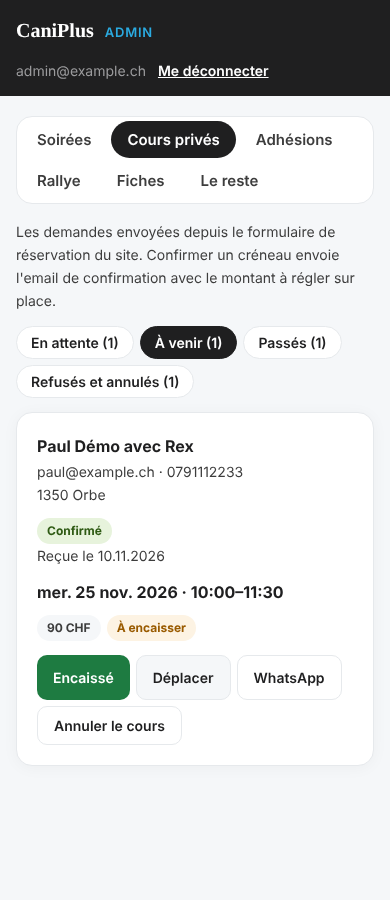 CaniPlus ADMIN
admin@example.ch Me déconnecter
Soirées Cours privés Adhésions
Rallye Fiches Le reste
Les demandes envoyées depuis le formulaire de
réservation du site. Confirmer un créneau envoie
l'email de confirmation avec le montant à régler sur
place.
En attente (1) À venir (1) Passés (1)
Refusés et annulés (1)
Paul Démo avec Rex
paul@example.ch · 0791112233
1350 Orbe
Confirmé
Reçue le 10.11.2026
mer. 25 nov. 2026 · 10:00–11:30
90 CHF À encaisser
Encaissé Déplacer WhatsApp
Annuler le cours